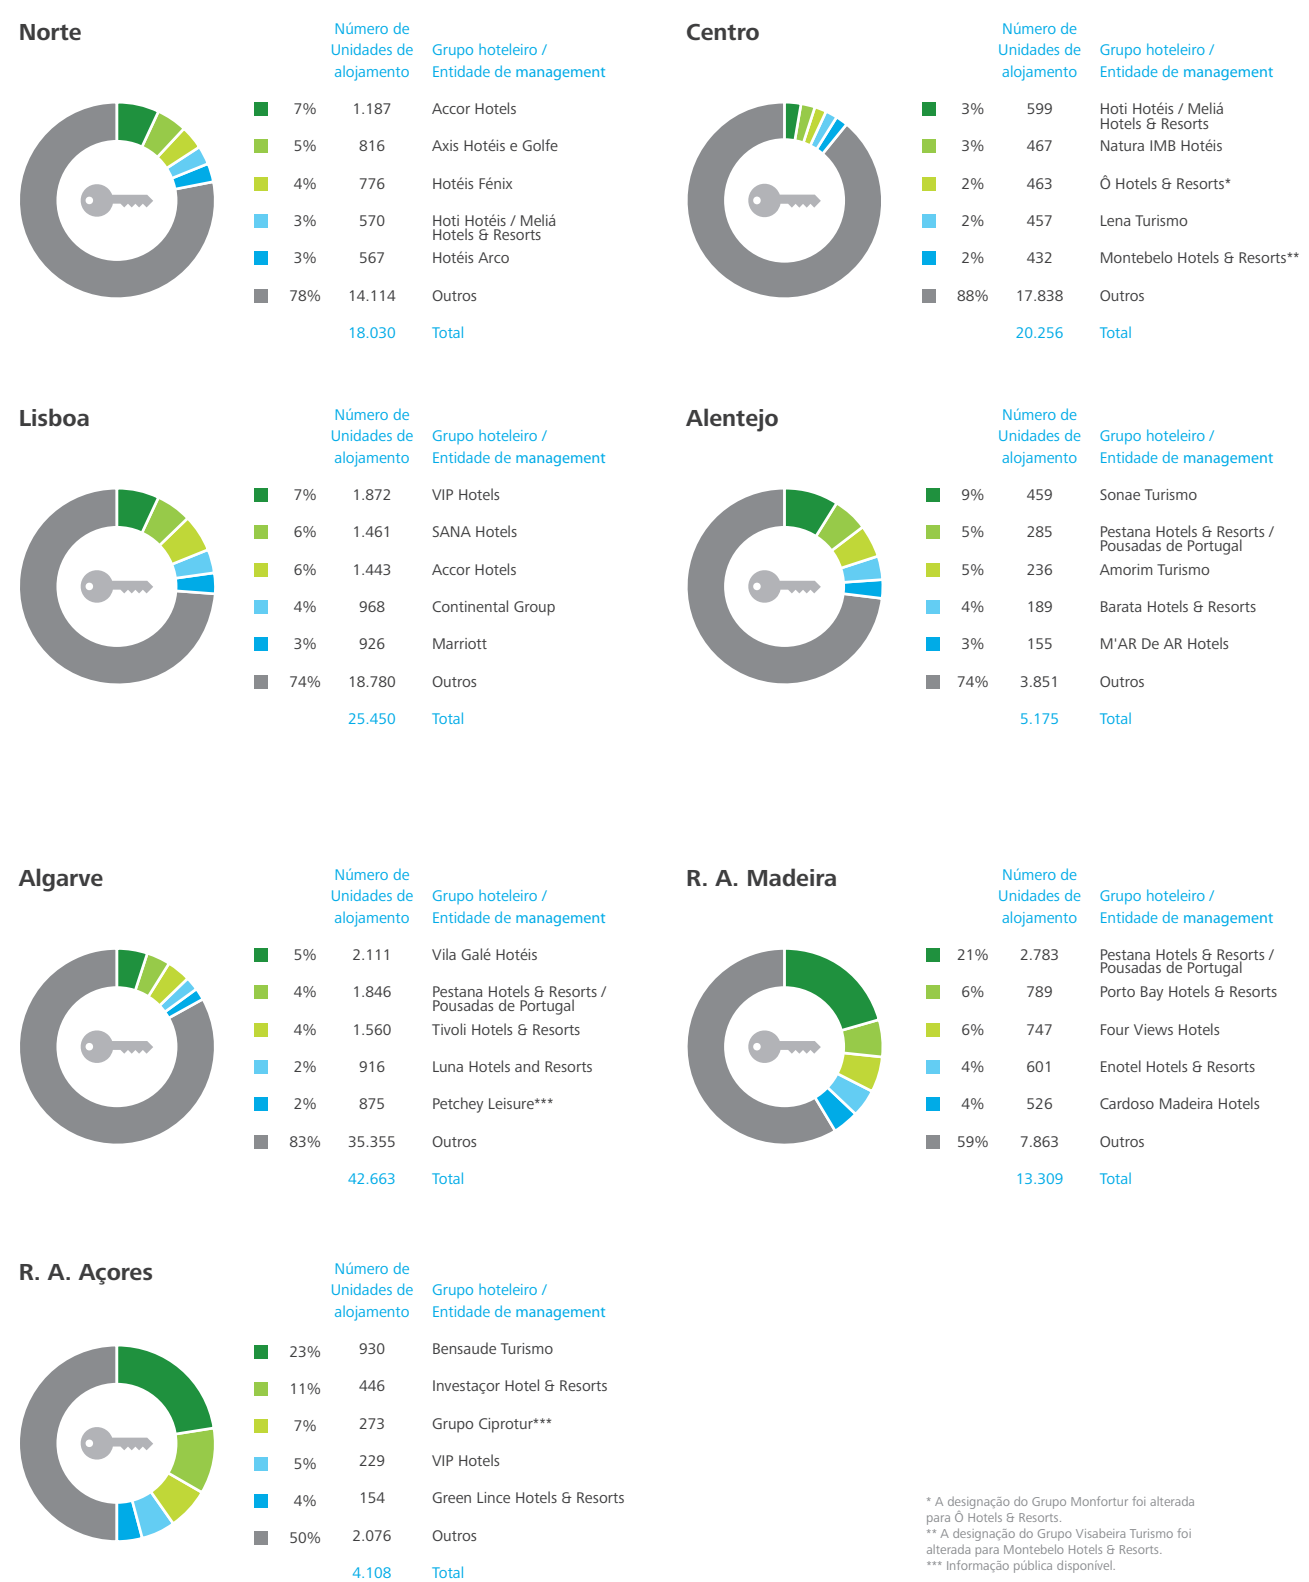 Norte
Número de
Unidades de
alojamento
Grupo hoteleiro /
Entidade de management
7% 1.187 Accor Hotels
5% 816 Axis Hotéis e Golfe
4% 776 Hotéis Fénix
3% 570 Hoti Hotéis / Meliá
Hotels & Resorts
3% 567 Hotéis Arco
78% 14.114 Outros
18.030 Total
Centro
Número de
Unidades de
alojamento
Grupo hoteleiro /
Entidade de management
3% 599 Hoti Hotéis / Meliá
Hotels & Resorts
3% 467 Natura IMB Hotéis
2% 463 Ô Hotels & Resorts*
2% 457 Lena Turismo
2% 432 Montebelo Hotels & Resorts**
88% 17.838 Outros
20.256 Total
Lisboa
Número de
Unidades de
alojamento
Grupo hoteleiro /
Entidade de management
7% 1.872 VIP Hotels
6% 1.461 SANA Hotels
6% 1.443 Accor Hotels
4% 968 Continental Group
3% 926 Marriott
74% 18.780 Outros
25.450 Total
Alentejo
Número de
Unidades de
alojamento
Grupo hoteleiro /
Entidade de management
9% 459 Sonae Turismo
5% 285 Pestana Hotels & Resorts /
Pousadas de Portugal
5% 236 Amorim Turismo
4% 189 Barata Hotels & Resorts
3% 155 M'AR De AR Hotels
74% 3.851 Outros
5.175 Total
Algarve
Número de
Unidades de
alojamento
Grupo hoteleiro /
Entidade de management
5% 2.111 Vila Galé Hotéis
4% 1.846 Pestana Hotels & Resorts /
Pousadas de Portugal
4% 1.560 Tivoli Hotels & Resorts
2% 916 Luna Hotels and Resorts
2% 875 Petchey Leisure***
83% 35.355 Outros
42.663 Total
R. A. Madeira
Número de
Unidades de
alojamento
Grupo hoteleiro /
Entidade de management
21% 2.783 Pestana Hotels & Resorts /
Pousadas de Portugal
6% 789 Porto Bay Hotels & Resorts
6% 747 Four Views Hotels
4% 601 Enotel Hotels & Resorts
4% 526 Cardoso Madeira Hotels
59% 7.863 Outros
13.309 Total
R. A. Açores
Número de
Unidades de
alojamento
Grupo hoteleiro /
Entidade de management
23% 930 Bensaude Turismo
11% 446 Investaçor Hotel & Resorts
7% 273 Grupo Ciprotur***
5% 229 VIP Hotels
4% 154 Green Lince Hotels & Resorts
50% 2.076 Outros
4.108 Total
* A designação do Grupo Monfortur foi alterada
para Ô Hotels & Resorts.
** A designação do Grupo Visabeira Turismo foi
alterada para Montebelo Hotels & Resorts.
*** Informação pública disponível.